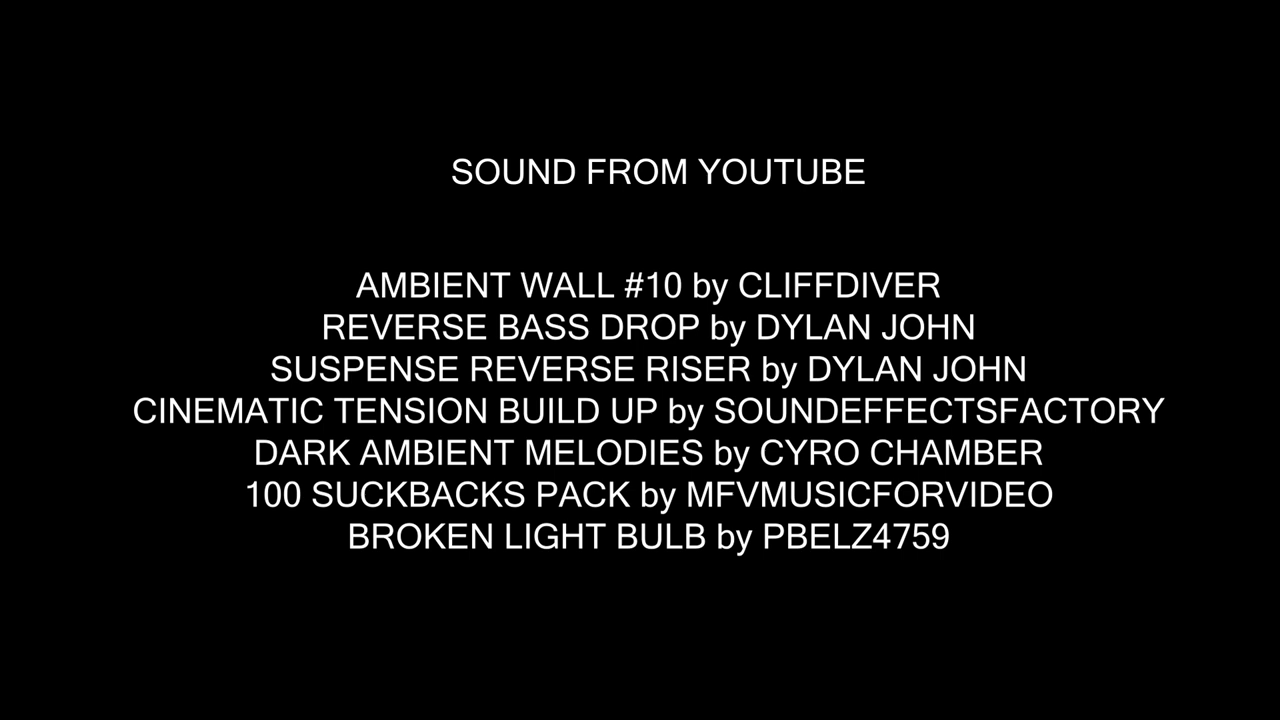 SOUND FROM YOUTUBE
AMBIENT WALL #10 by CLIFFDIVER
REVERSE BASS DROP by DYLAN JOHN
SUSPENSE REVERSE RISER by DYLAN JOHN
CINEMATIC TENSION BUILD UP by SOUNDEFFECTSFACTORY
DARK AMBIENT MELODIES by CYRO CHAMBER
100 SUCKBACKS PACK by MFVMUSICFORVIDEO
BROKEN LIGHT BULB by PBELZ4759